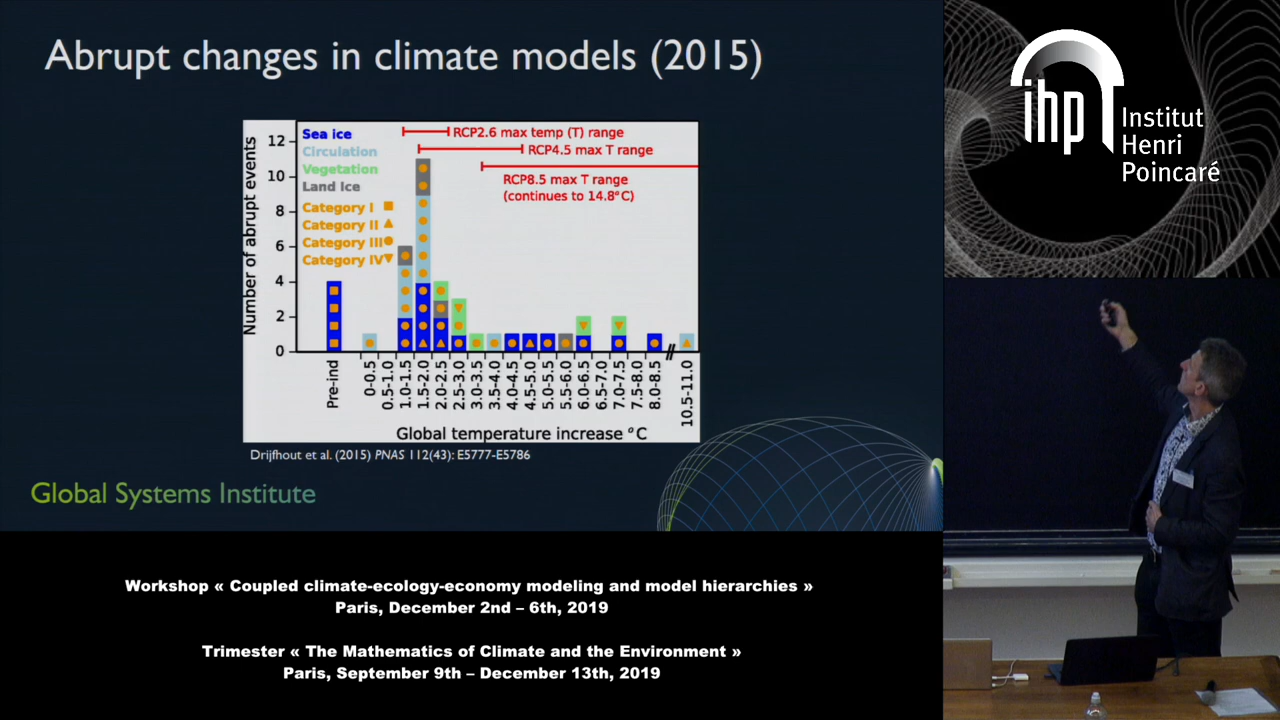 Abrupt changes in climate models (2015)
Number of abrupt events
12
10
8
6
4
2
0
Sea ice
Circulation
Vegetation
Land Ice
Category I
Category II
Category III
Category IV
RCP2.6 max temp (T) range
RCP4.5 max T range
RCP8.5 max T range
(continues to 14.8°C)
Pre-ind
0-0.5
0.5-1.0
1.0-1.5
1.5-2.0
2.0-2.5
2.5-3.0
3.0-3.5
3.5-4.0
4.0-4.5
4.5-5.0
5.0-5.5
5.5-6.0
6.0-6.5
6.5-7.0
7.0-7.5
7.5-8.0
8.0-8.5
10.5-11.0
Global temperature increase °C
Drijfhout et al. (2015) PNAS 112(43): E5777-E5786
Global Systems Institute
ihp
Institut
Henri
Poincaré
Workshop « Coupled climate-ecology-economy modeling and model hierarchies »
Paris, December 2nd – 6th, 2019
Trimester « The Mathematics of Climate and the Environment »
Paris, September 9th – December 13th, 2019